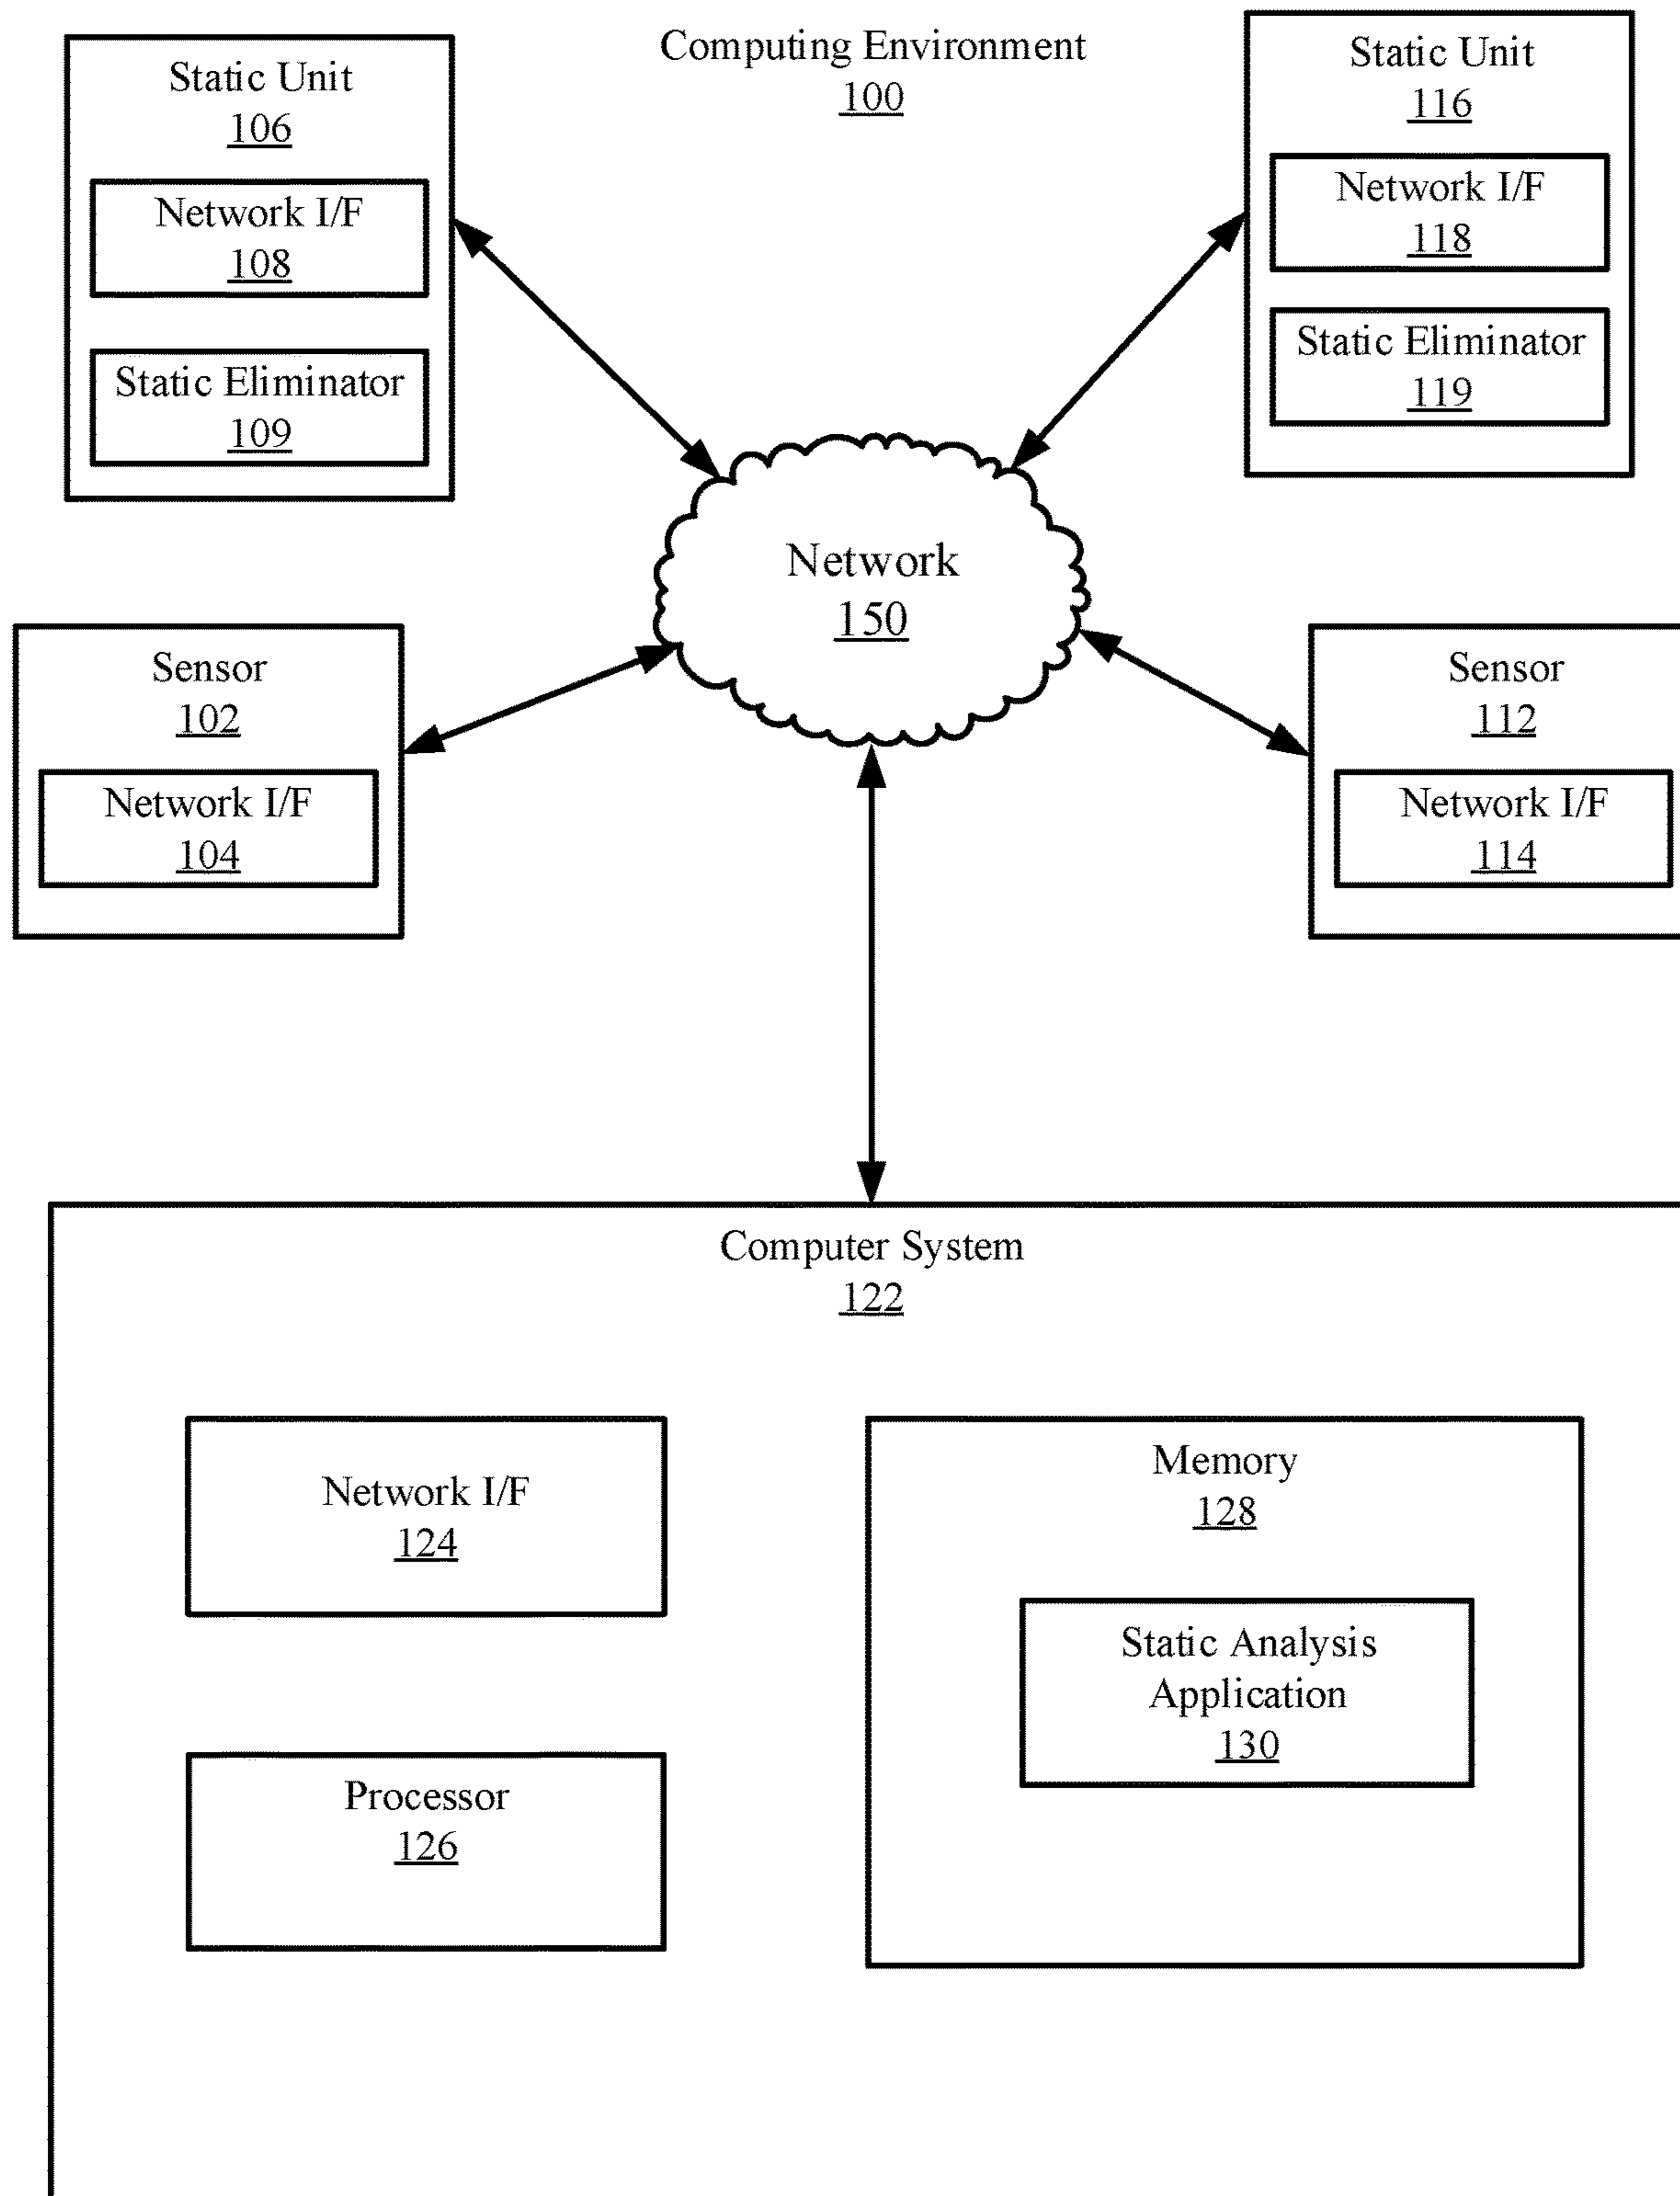 Computing Environment
100
Static Unit
106
Network I/F
108
Static Eliminator
109
Static Unit
116
Network I/F
118
Static Eliminator
119
Network
150
Sensor
102
Network I/F
104
Sensor
112
Network I/F
114
Computer System
122
Network I/F
124
Processor
126
Memory
128
Static Analysis
Application
130